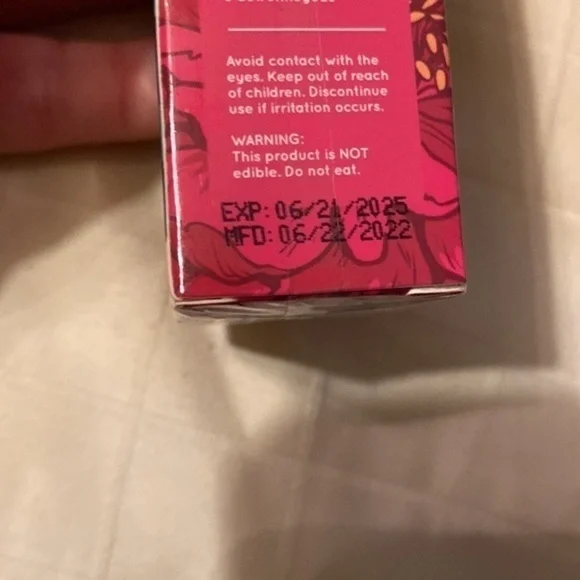 Avoid contact with the
eyes. Keep out of reach
of children. Discontinue
use if irritation occurs.
WARNING:
This product is NOT
edible. Do not eat.
EXP: 06/21/2025
MFD: 06/22/2022